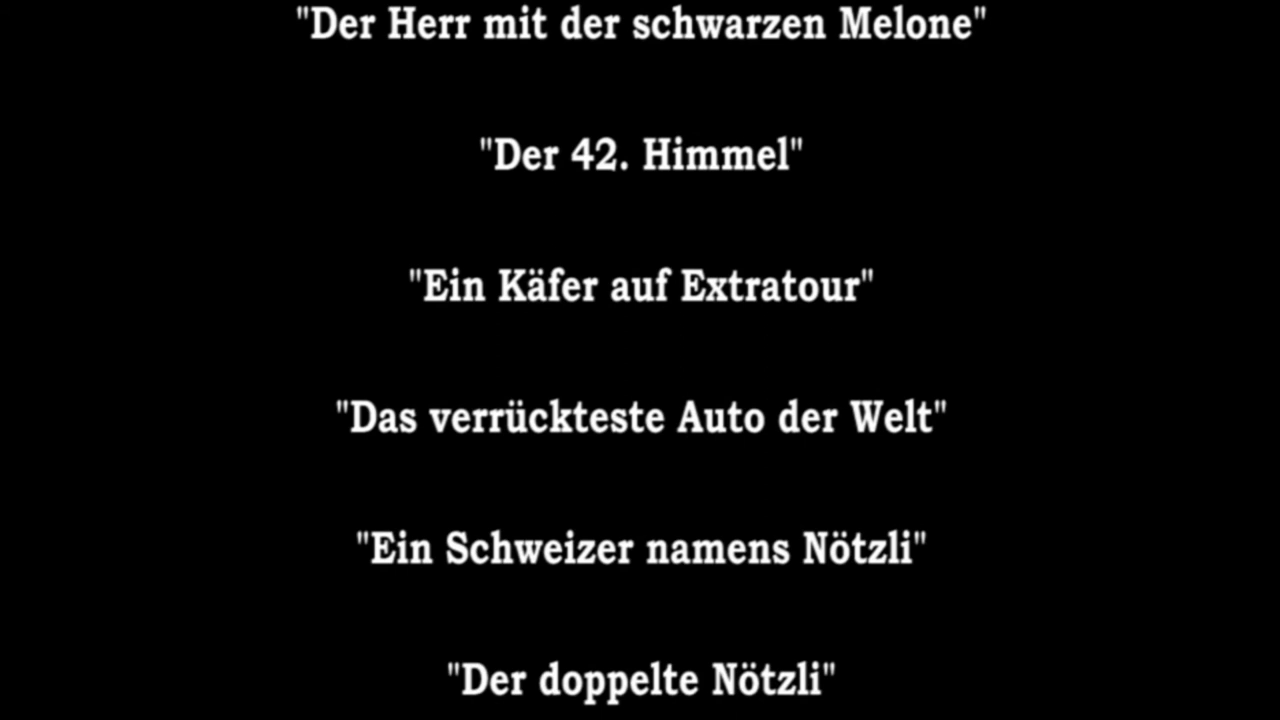 "Der Herr mit der schwarzen Melone"
"Der 42. Himmel"
"Ein Käfer auf Extratour"
"Das verrückteste Auto der Welt"
"Ein Schweizer namens Nötzli"
"Der doppelte Nötzli"